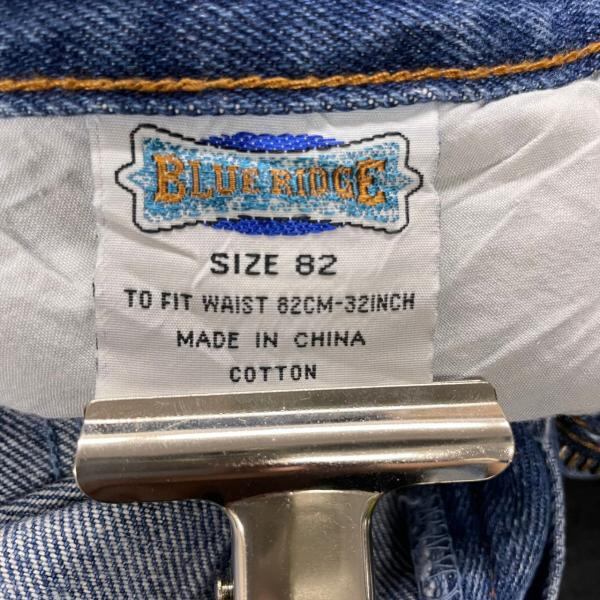 BLUE RIDGE
SIZE 82
TO FIT WAIST 82CM-32INCH
MADE IN CHINA
COTTON